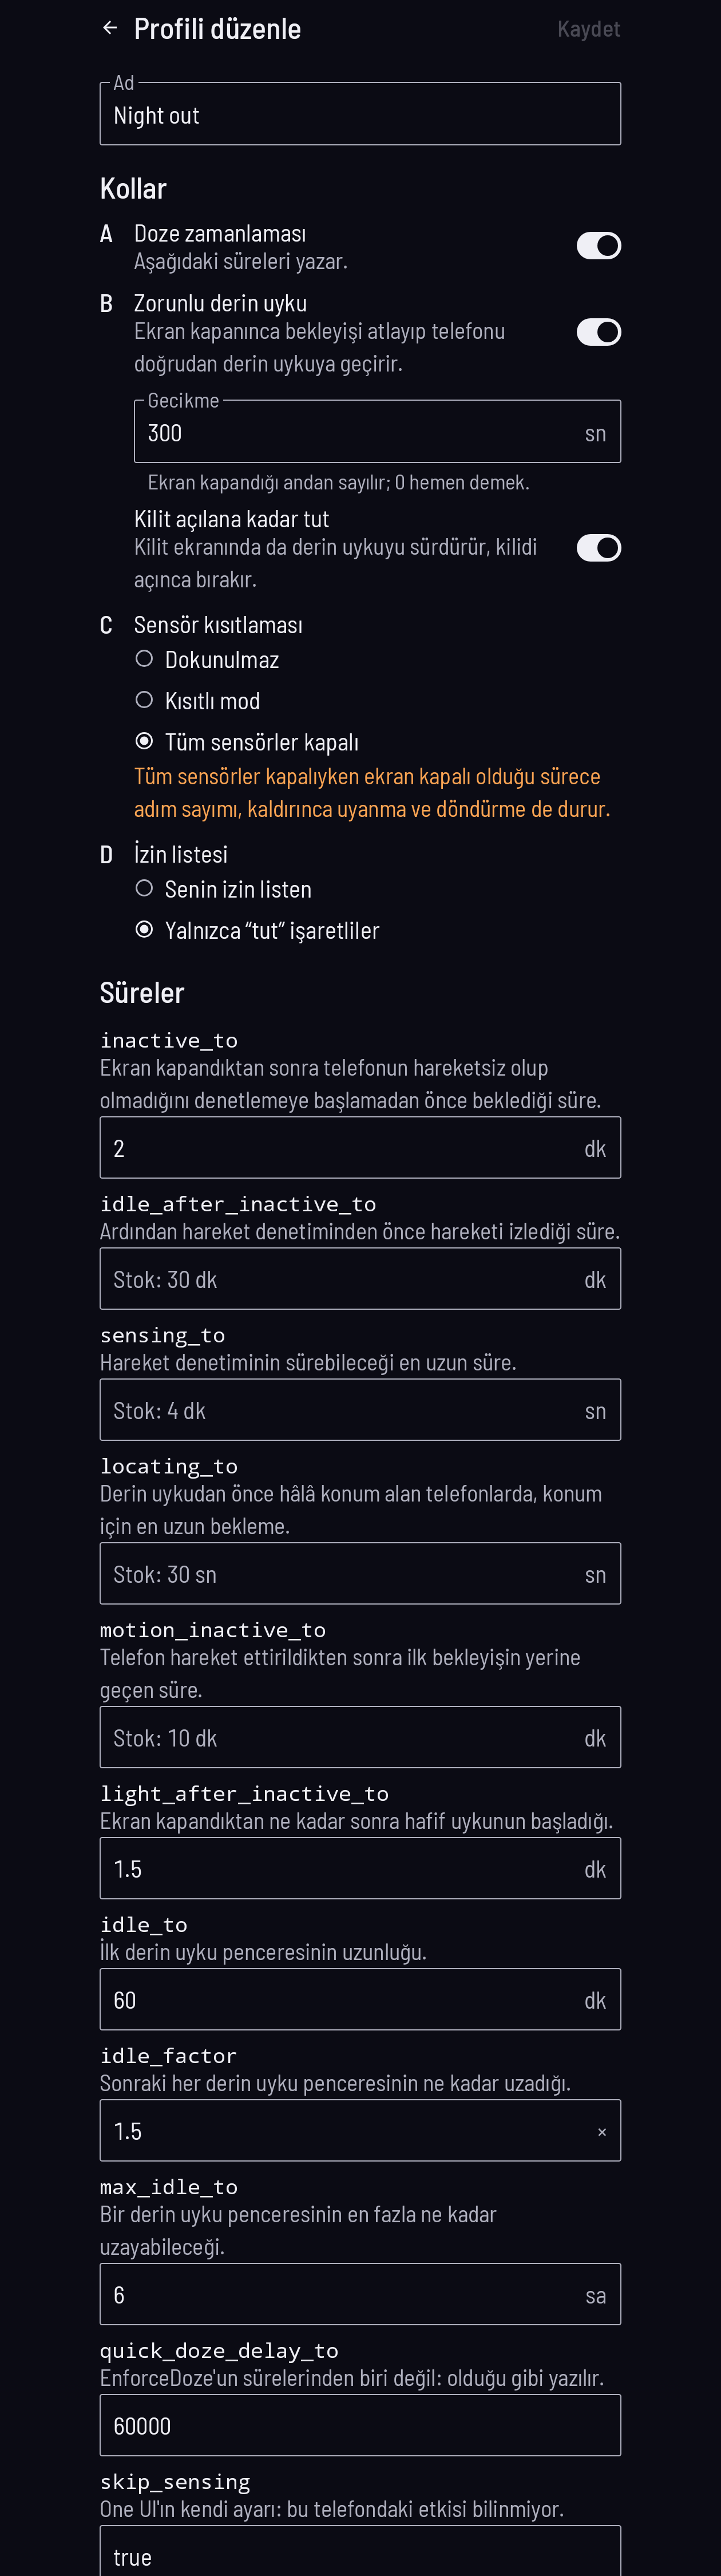 Profili düzenle
Kaydet
Ad
Night out
Kollar
A
Doze zamanlaması
Aşağıdaki süreleri yazar.
B
Zorunlu derin uyku
Ekran kapanınca bekleyişi atlayıp telefonu
doğrudan derin uykuya geçirir.
Gecikme
300
sn
Ekran kapandığı andan sayılır; 0 hemen demek.
Kilit açılana kadar tut
Kilit ekranında da derin uykuyu sürdürür, kilidi
açınca bırakır.
C
Sensör kısıtlaması
Dokunulmaz
Kısıtlı mod
Tüm sensörler kapalı
Tüm sensörler kapalıyken ekran kapalı olduğu sürece
adım sayımı, kaldırınca uyanma ve döndürme de durur.
D
İzin listesi
Senin izin listen
Yalnızca “tut” işaretliler
Süreler
inactive_to
Ekran kapandıktan sonra telefonun hareketsiz olup
olmadığını denetlemeye başlamadan önce beklediği süre.
2
dk
idle_after_inactive_to
Ardından hareket denetiminden önce hareketi izlediği süre.
Stok: 30 dk
dk
sensing_to
Hareket denetiminin sürebileceği en uzun süre.
Stok: 4 dk
sn
locating_to
Derin uykudan önce hâlâ konum alan telefonlarda, konum
için en uzun bekleme.
Stok: 30 sn
sn
motion_inactive_to
Telefon hareket ettirildikten sonra ilk bekleyişin yerine
geçen süre.
Stok: 10 dk
dk
light_after_inactive_to
Ekran kapandıktan ne kadar sonra hafif uykunun başladığı.
1.5
dk
idle_to
İlk derin uyku penceresinin uzunluğu.
60
dk
idle_factor
Sonraki her derin uyku penceresinin ne kadar uzadığı.
1.5
×
max_idle_to
Bir derin uyku penceresinin en fazla ne kadar
uzayabileceği.
6
sa
quick_doze_delay_to
EnforceDoze'un sürelerinden biri değil: olduğu gibi yazılır.
60000
skip_sensing
One UI'ın kendi ayarı: bu telefondaki etkisi bilinmiyor.
true